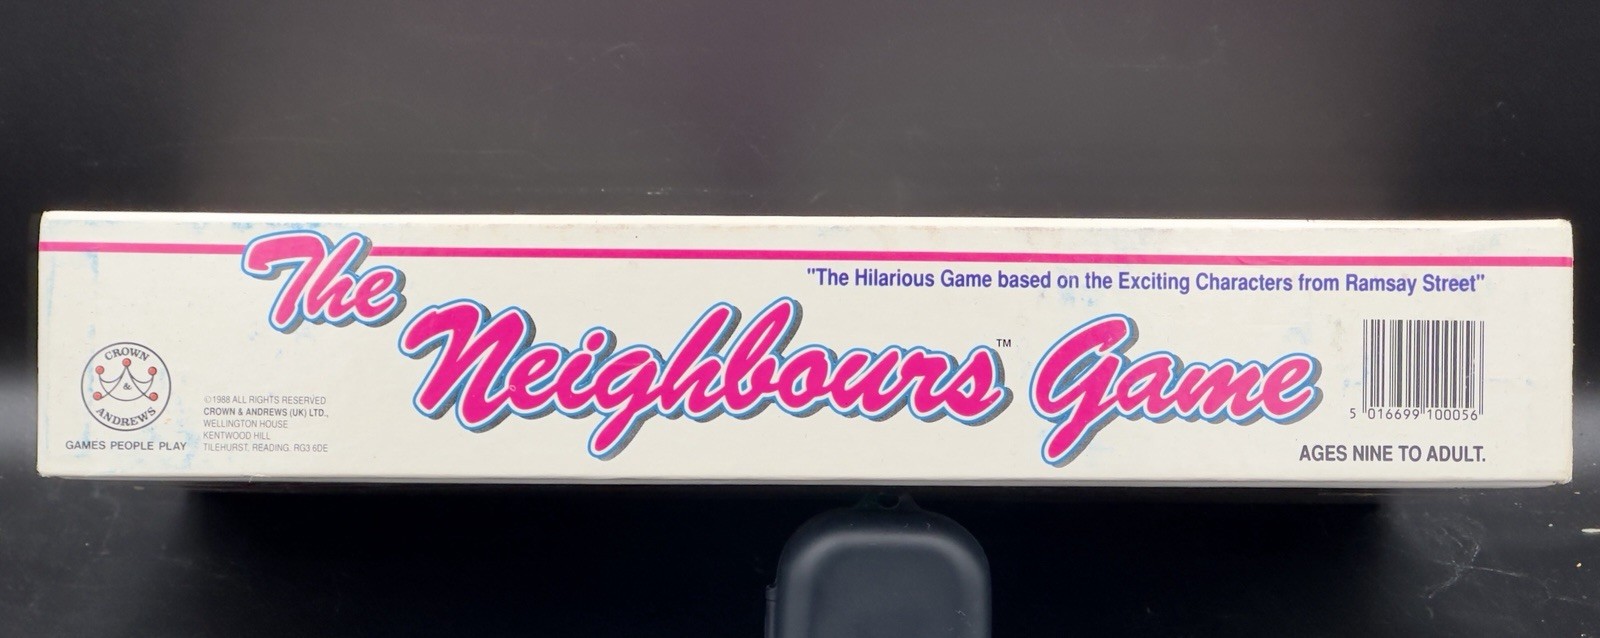 The
Neighbours™ Game
"The Hilarious Game based on the Exciting Characters from Ramsay Street"
CROWN
&
ANDREWS
GAMES PEOPLE PLAY
©1988 ALL RIGHTS RESERVED
CROWN & ANDREWS (UK) LTD.,
WELLINGTON HOUSE
KENTWOOD HILL
TILEHURST, READING. RG3 6DE
5 016699 100056
AGES NINE TO ADULT.